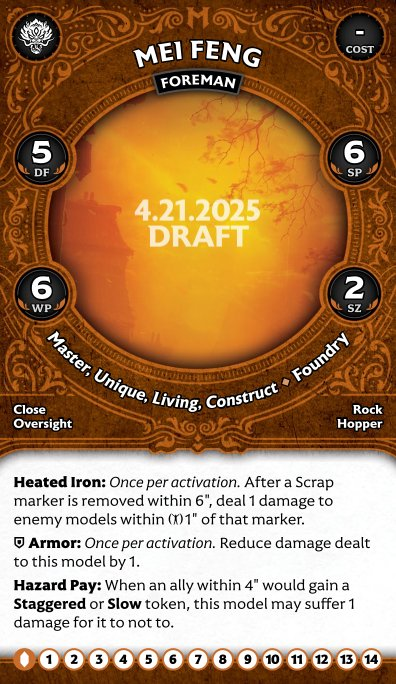 MEI FENG
FOREMAN
-
COST
5
DF
6
SP
4.21.2025
DRAFT
6
WP
2
SZ
Master, Unique, Living, Construct ⬥ Foundry
Close
Oversight
Rock
Hopper
Heated Iron: Once per activation. After a Scrap
marker is removed within 6", deal 1 damage to
enemy models within 1" of that marker.
Armor: Once per activation. Reduce damage dealt
to this model by 1.
Hazard Pay: When an ally within 4" would gain a
Staggered or Slow token, this model may suffer 1
damage for it to not to.
1 2 3 4 5 6 7 8 9 10 11 12 13 14